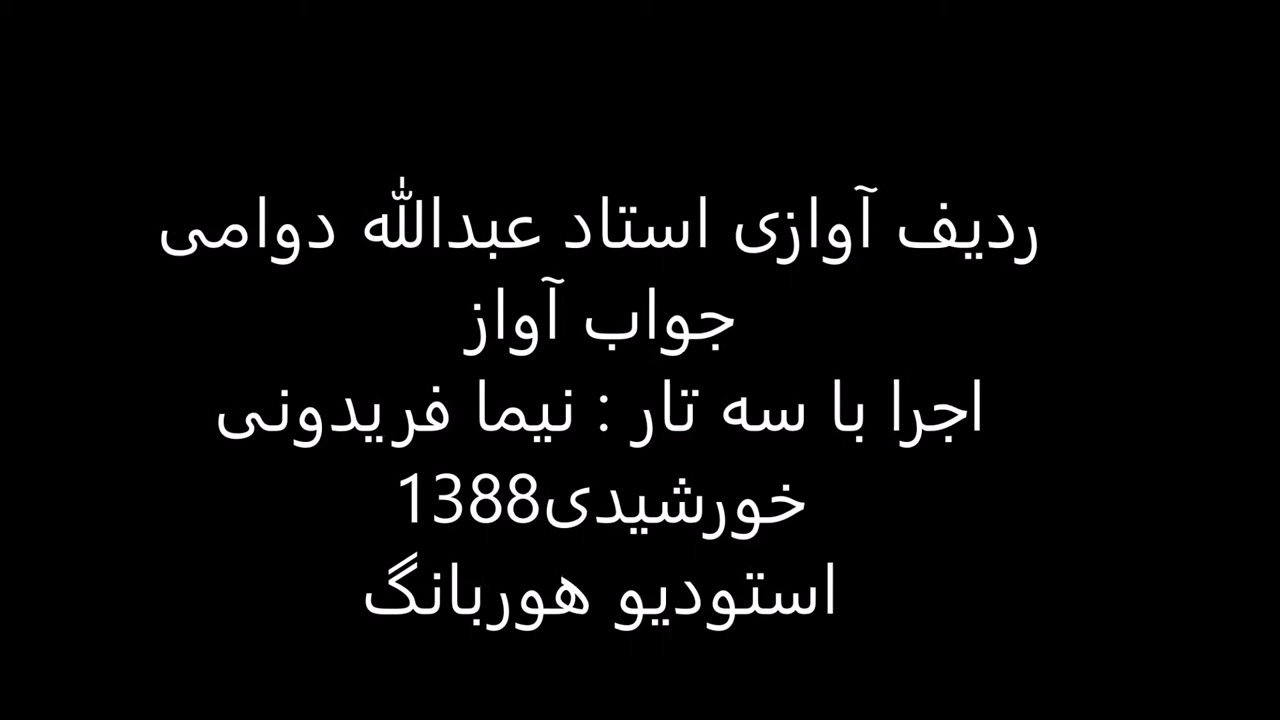 ردیف آوازی استاد عبدالله دوامی
جواب آواز
اجرا با سه تار : نیما فریدونی
خورشیدی1388
استودیو هوربانگ